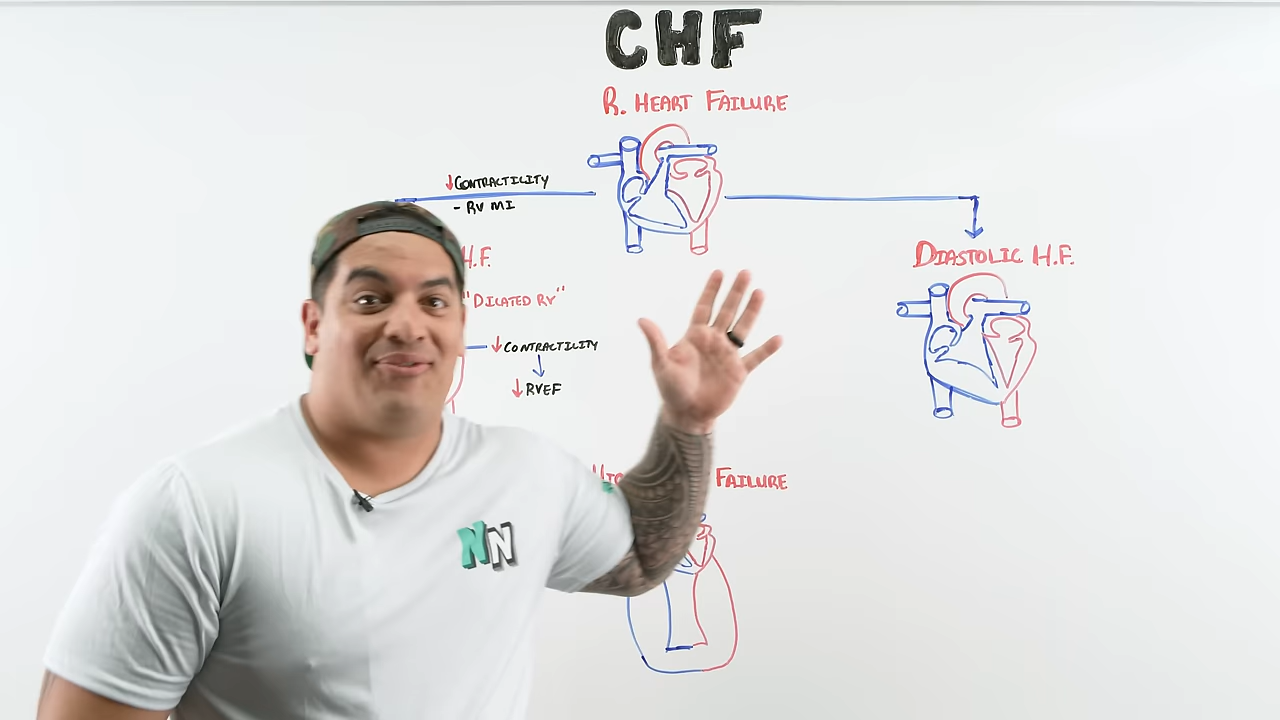 CHF
R. HEART FAILURE
↓CONTRACTILITY
- RV MI
H.F.
"DILATED RV"
↓CONTRACTILITY
↓RVEF
DIASTOLIC H.F.
FAILURE
NN